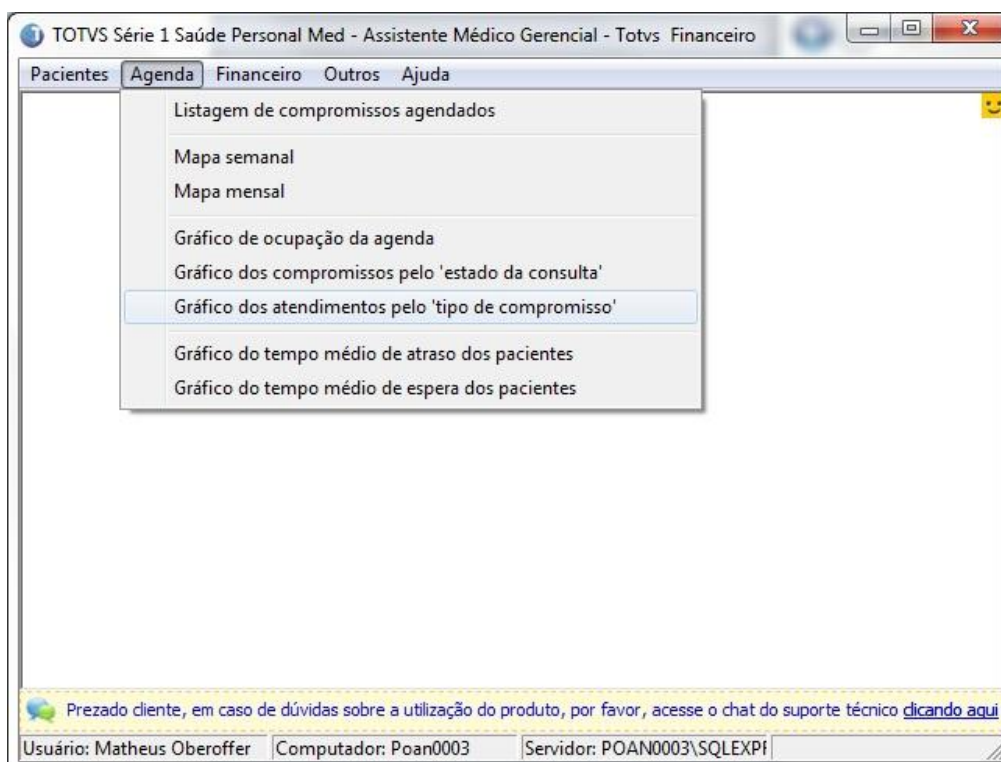 TOTVS Série 1 Saúde Personal Med - Assistente Médico Gerencial - Totvs Financeiro
Pacientes Agenda Financeiro Outros Ajuda
Listagem de compromissos agendados
Mapa semanal
Mapa mensal
Gráfico de ocupação da agenda
Gráfico dos compromissos pelo 'estado da consulta'
Gráfico dos atendimentos pelo 'tipo de compromisso'
Gráfico do tempo médio de atraso dos pacientes
Gráfico do tempo médio de espera dos pacientes
Prezado cliente, em caso de dúvidas sobre a utilização do produto, por favor, acesse o chat do suporte técnico clicando aqui
Usuário: Matheus Oberoffer Computador: Poan0003 Servidor: POAN0003\SQLEXPI